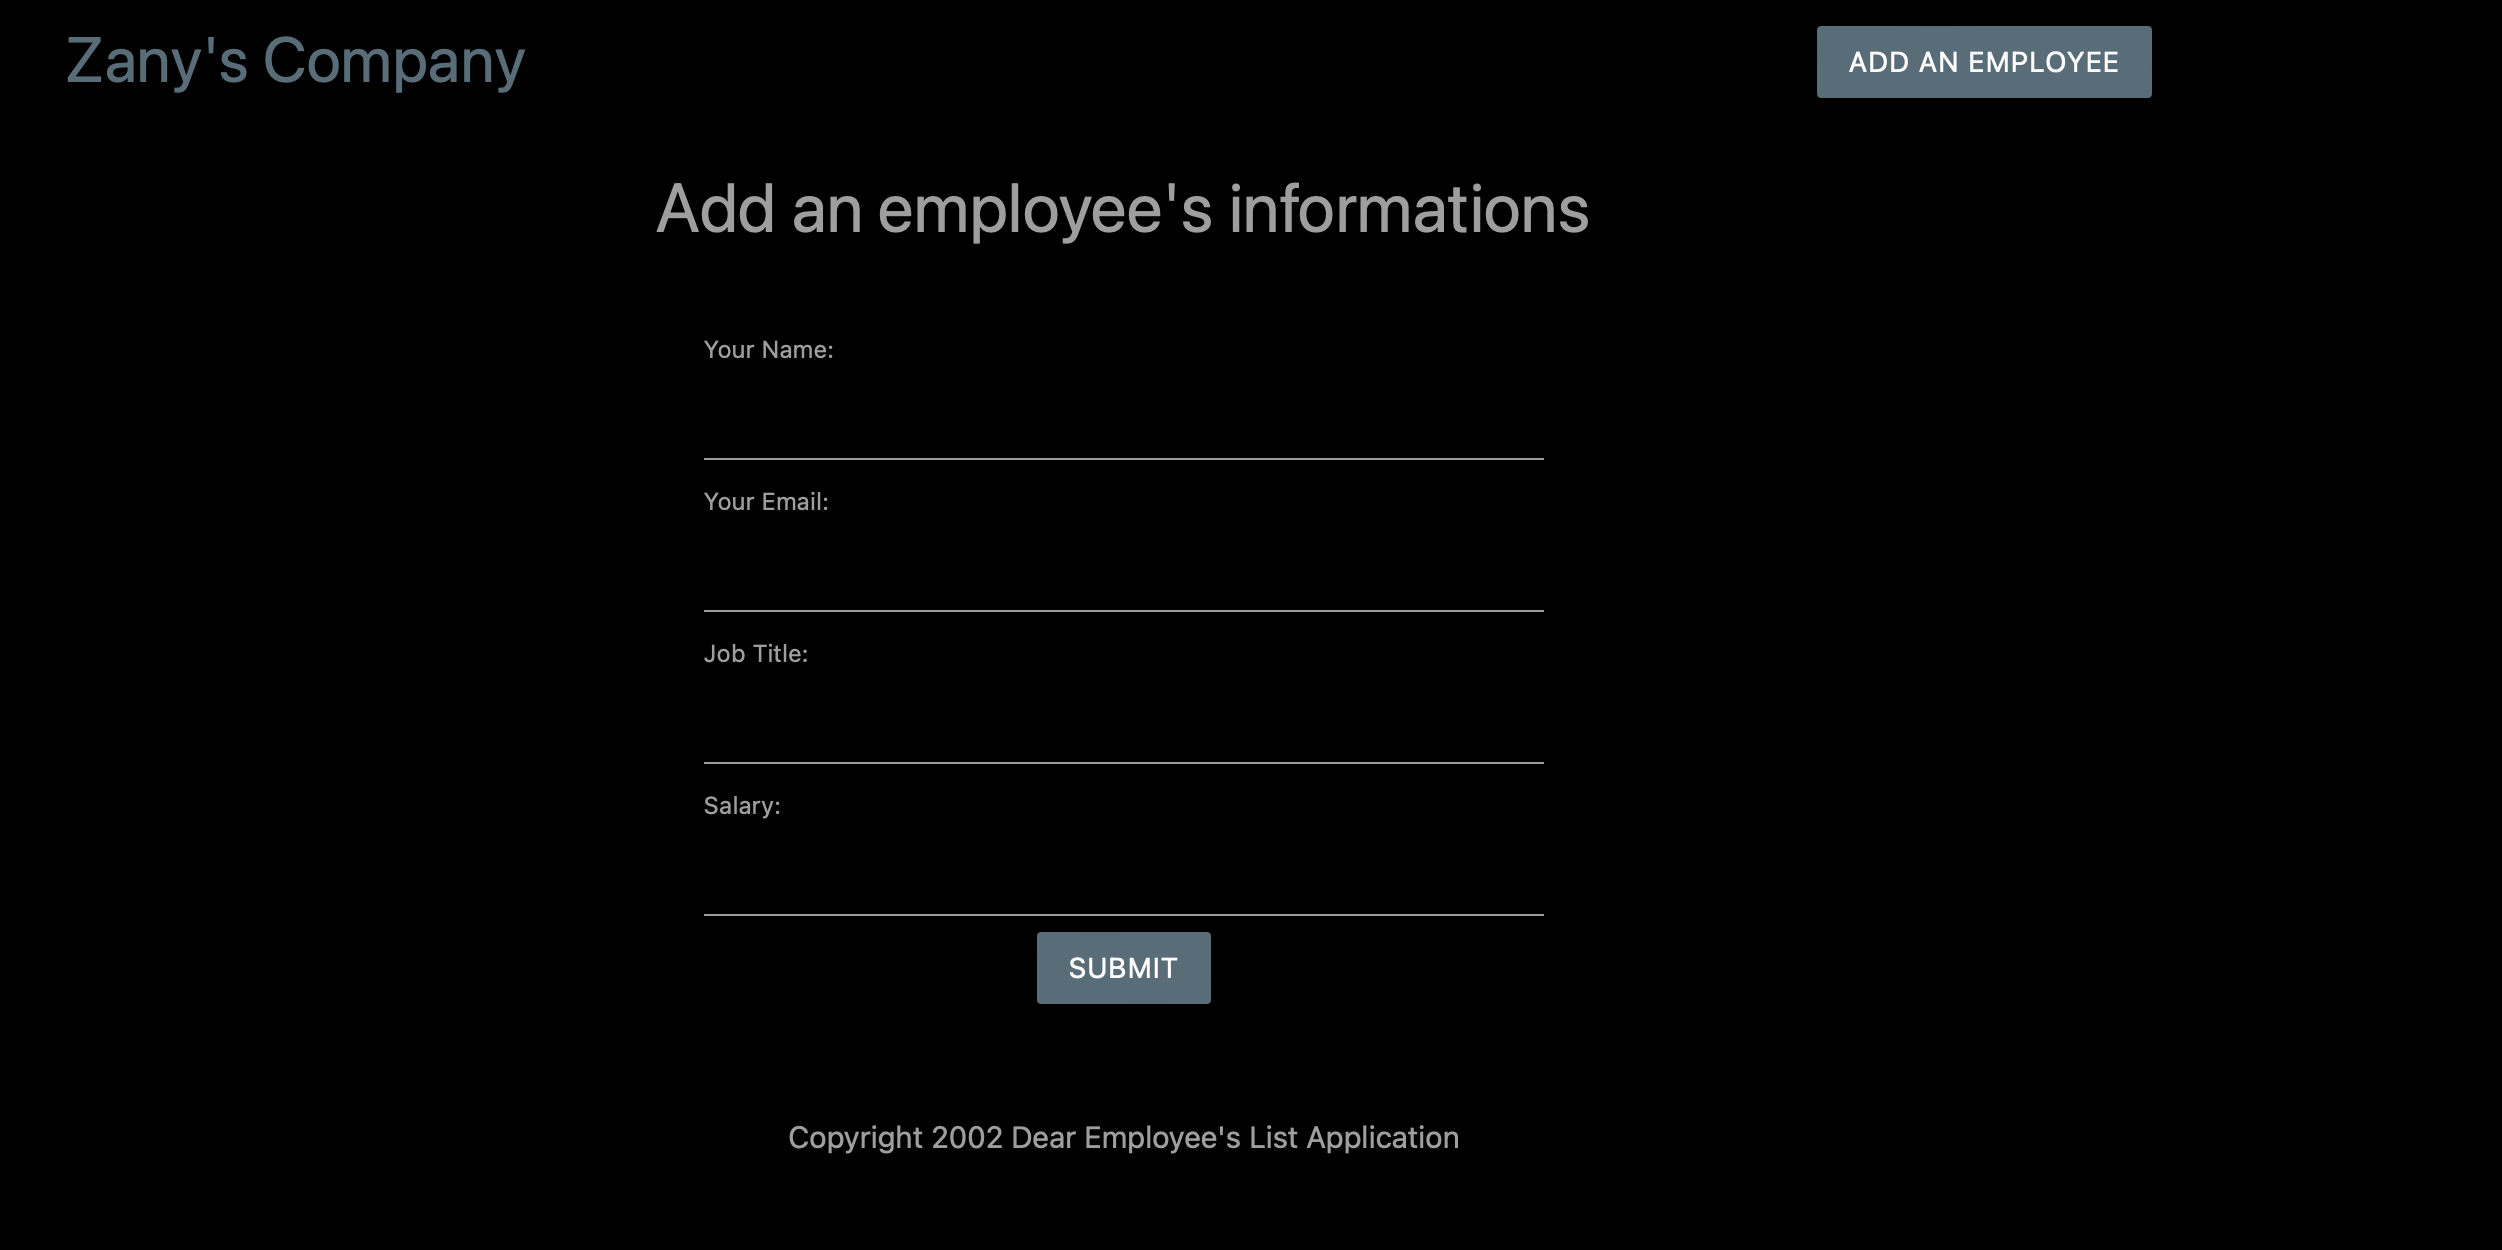 Zany's Company
ADD AN EMPLOYEE
Add an employee's informations
Your Name:
Your Email:
Job Title:
Salary:
SUBMIT
Copyright 2002 Dear Employee's List Application